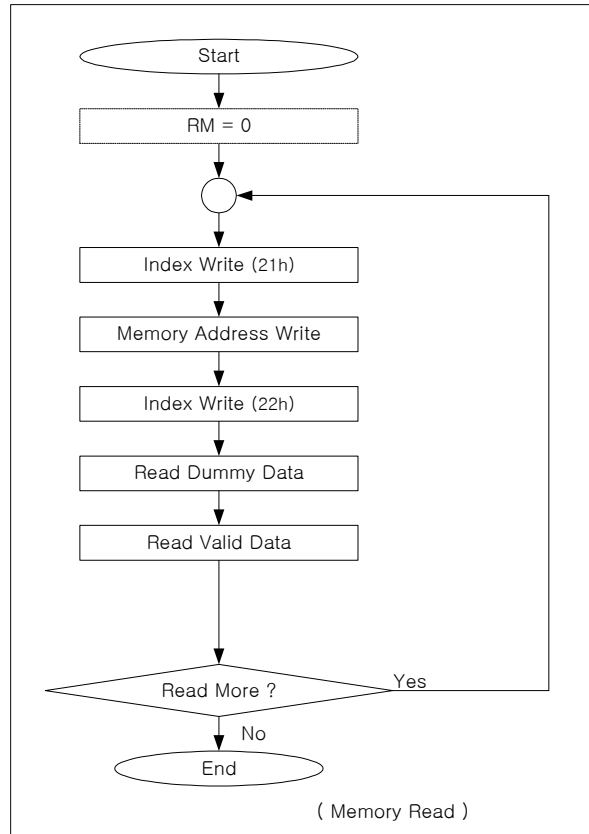 Start
RM = 0
Index Write (21h)
Memory Address Write
Index Write (22h)
Read Dummy Data
Read Valid Data
Read More ?
Yes
No
End
( Memory Read )